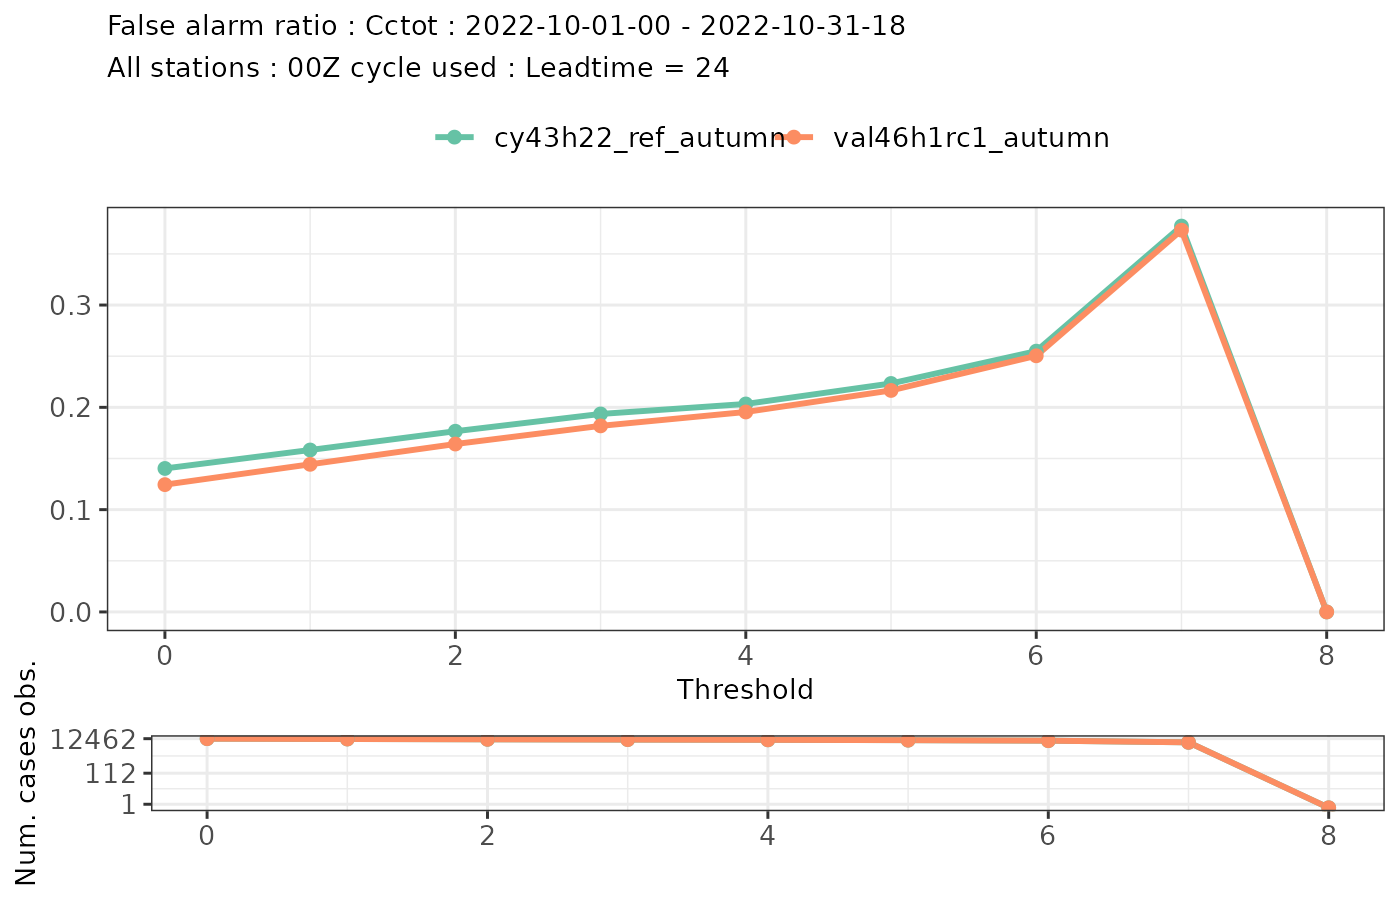 False alarm ratio : Cctot : 2022-10-01-00 - 2022-10-31-18
All stations : 00Z cycle used : Leadtime = 24
cy43h22_ref_autumn val46h1rc1_autumn
0.3
0.2
0.1
0.0
0 2 4 6 8
Threshold
Num. cases obs.
12462
112
1
0 2 4 6 8